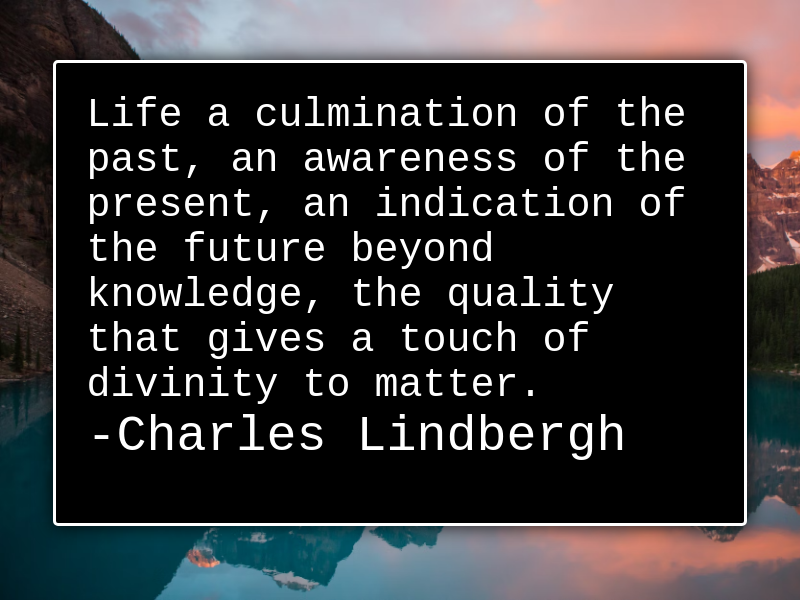 Life a culmination of the
past, an awareness of the
present, an indication of
the future beyond
knowledge, the quality
that gives a touch of
divinity to matter.
-Charles Lindbergh